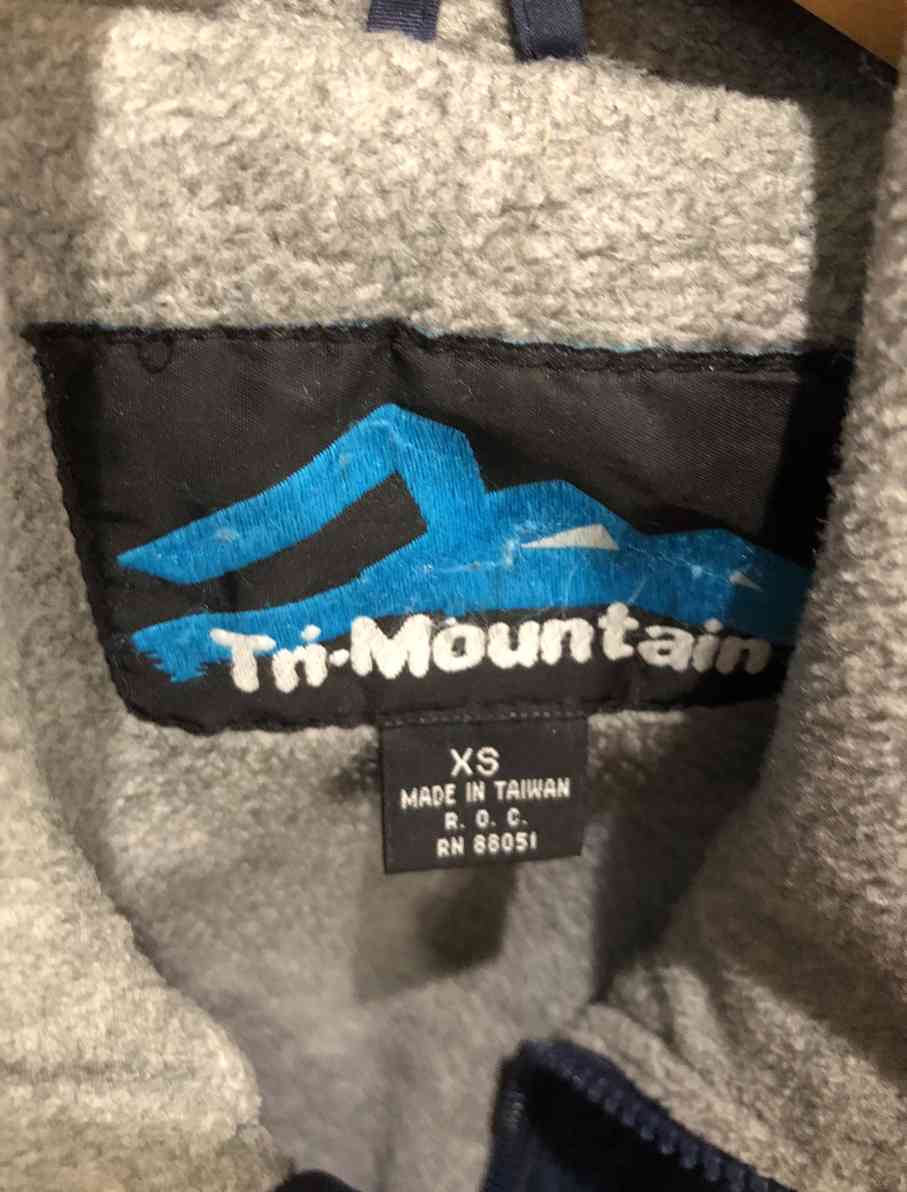 Tri-Mountain
XS
MADE IN TAIWAN
R. O. C.
RN 88051